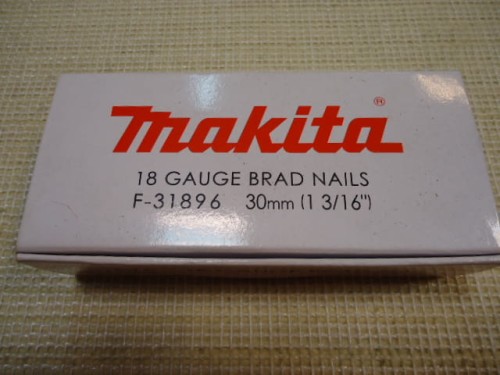 makita®
18 GAUGE BRAD NAILS
F-31896 30mm (1 3/16")